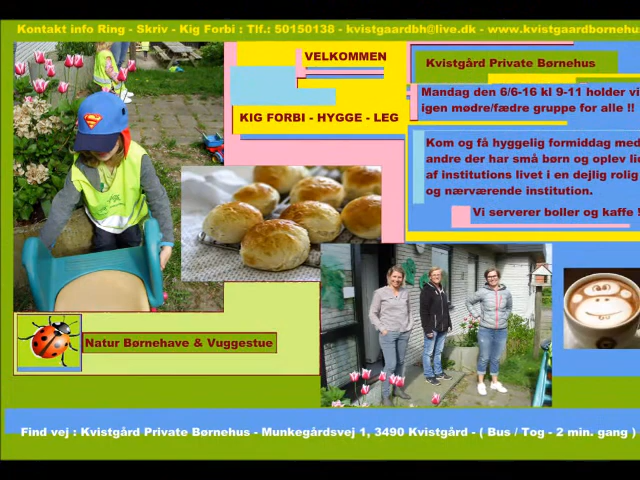 Kontakt info Ring - Skriv - Kig Forbi : Tlf.: 50150138 - kvistgaardbh@live.dk - www.kvistgaardbornehu
VELKOMMEN
KIG FORBI - HYGGE - LEG
Kvistgård Private Børnehus
Mandag den 6/6-16 kl 9-11 holder vi
igen mødre/fædre gruppe for alle !!
Kom og få hyggelig formiddag med
andre der har små børn og oplev
af institutions livet i en dejlig rolig
og nærværende institution.
Vi serverer boller og kaffe !
Natur Børnehave & Vuggestue
Find vej : Kvistgård Private Børnehus - Munkegårdsvej 1, 3490 Kvistgård - ( Bus / Tog - 2 min. gang )